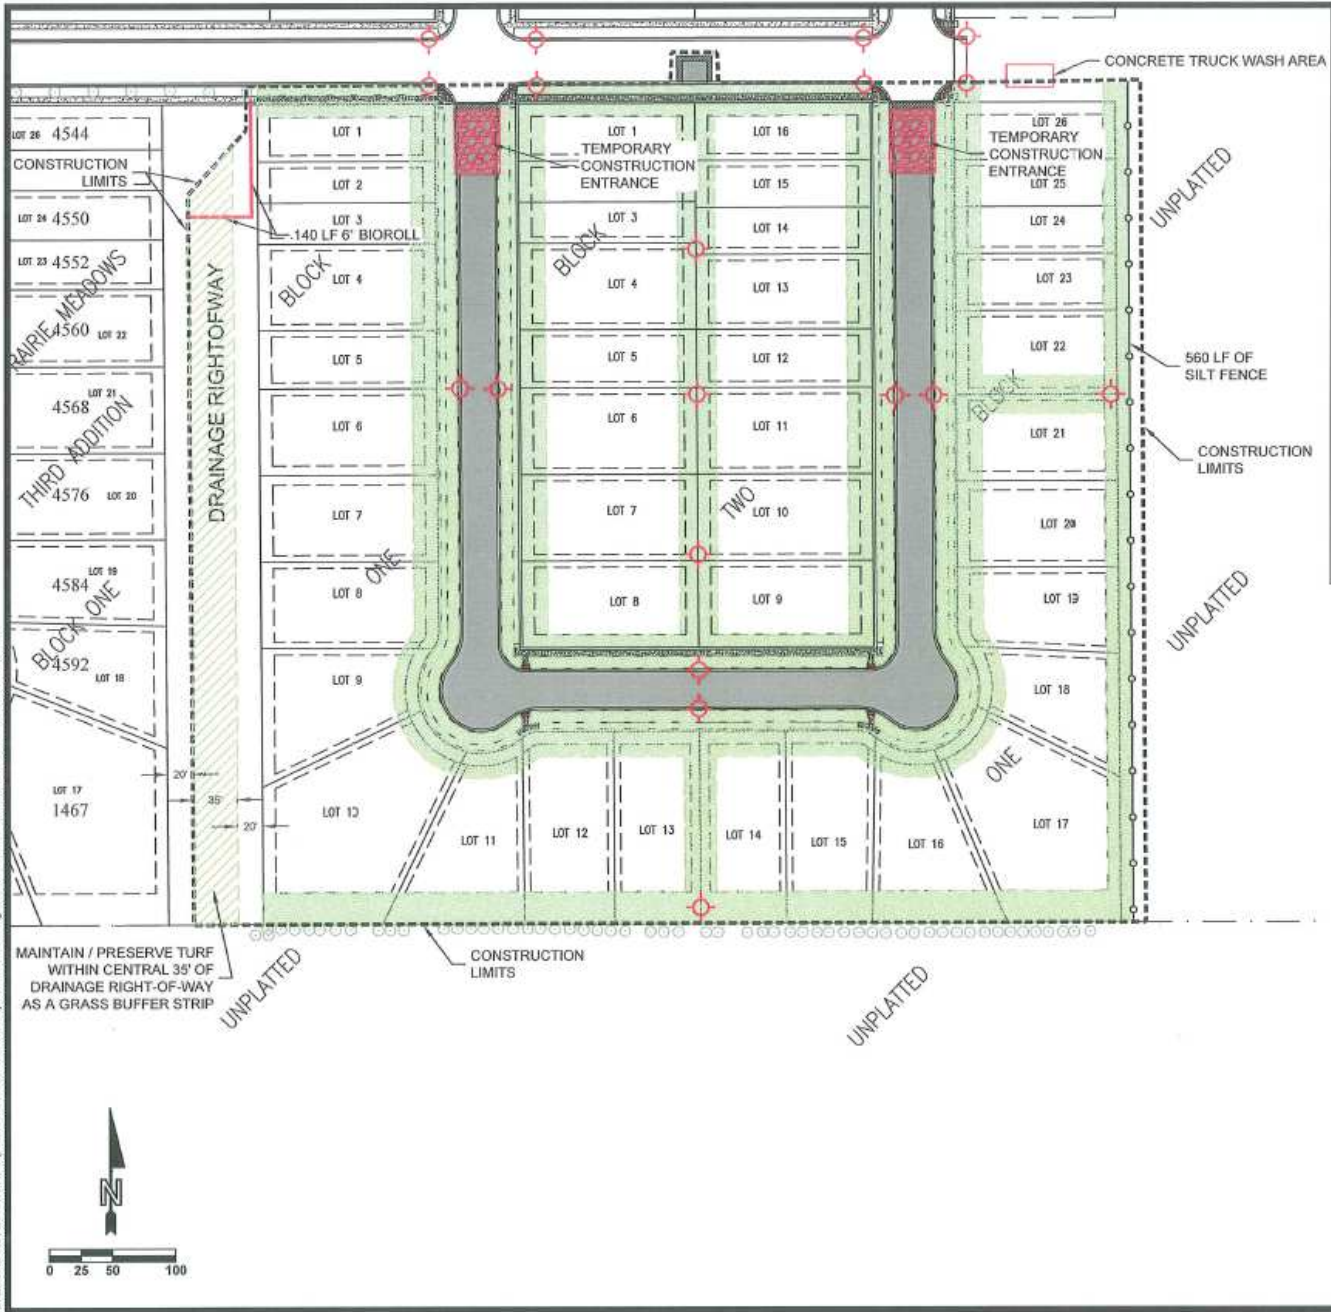 CONCRETE TRUCK WASH AREA
LOT 26 4544
LOT 1
LOT 1
LOT 16
LOT 26
TEMPORARY
CONSTRUCTION
ENTRANCE
TEMPORARY
CONSTRUCTION
ENTRANCE
CONSTRUCTION
LIMITS
LOT 2
LOT 15
LOT 25
UNPLATTED
LOT 24 4550
LOT 3
LOT 3
LOT 14
LOT 24
140 LF 6" BIOROLL
LOT 23 4552
BLOCK
BLOCK
LOT 4
LOT 4
LOT 13
LOT 23
RAIRIE MEADOWS
DRAINAGE RIGHTOFWAY
4560 LOT 22
LOT 5
LOT 5
LOT 12
LOT 22
560 LF OF
SILT FENCE
LOT 21
4568
BLOCK
THIRD ADDITION
LOT 6
LOT 6
LOT 11
LOT 21
CONSTRUCTION
LIMITS
4576 LOT 20
LOT 7
LOT 7
TWO
LOT 10
LOT 20
LOT 19
4584
LOT 8
ONE
LOT 8
LOT 9
LOT 19
UNPLATTED
BLOCK ONE
4592
LOT 18
LOT 9
LOT 18
ONE
20'
LOT 17
1467
35'
20'
LOT 10
LOT 11
LOT 12
LOT 13
LOT 14
LOT 15
LOT 16
LOT 17
MAINTAIN / PRESERVE TURF
WITHIN CENTRAL 35' OF
DRAINAGE RIGHT-OF-WAY
AS A GRASS BUFFER STRIP
UNPLATTED
CONSTRUCTION
LIMITS
UNPLATTED
N
0 25 50 100